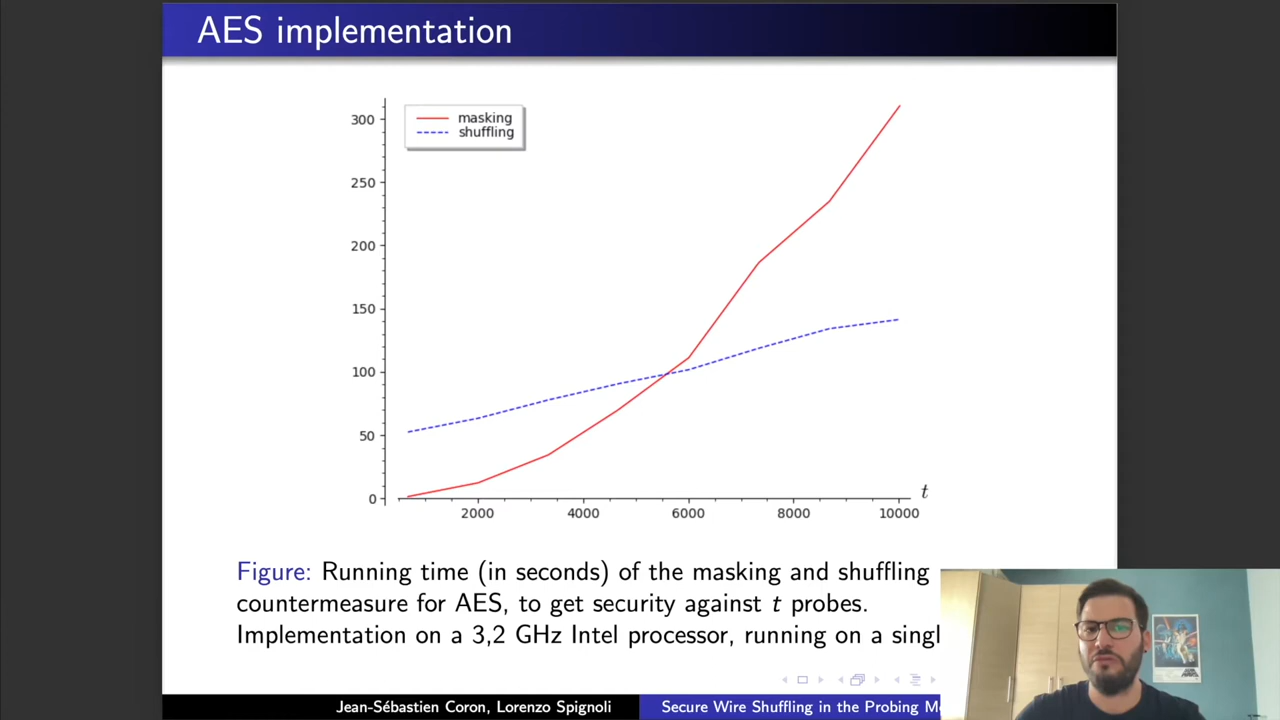 AES implementation
masking
shuffling
300
250
200
150
100
50
0
2000 4000 6000 8000 10000
t
Figure: Running time (in seconds) of the masking and shuffling
countermeasure for AES, to get security against t probes.
Implementation on a 3,2 GHz Intel processor, running on a singl
Jean-Sébastien Coron, Lorenzo Spignoli
Secure Wire Shuffling in the Probing M